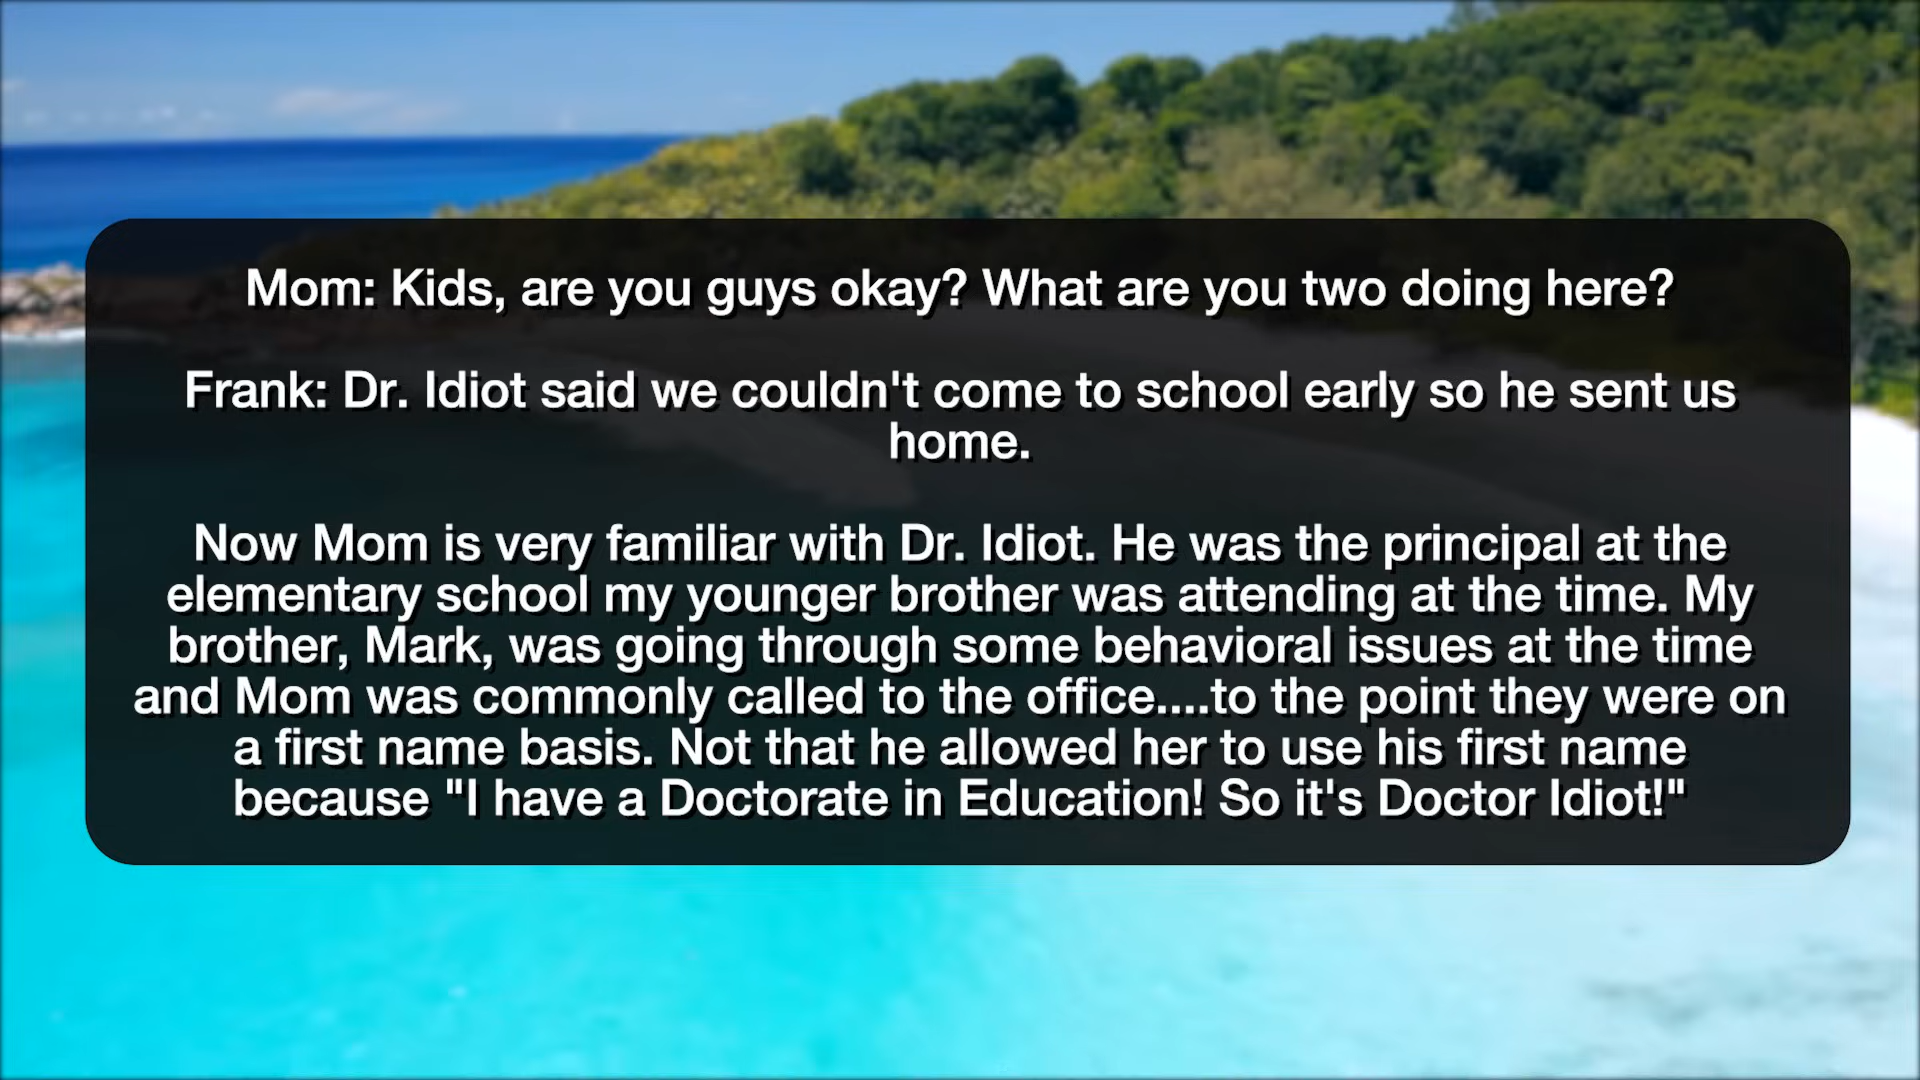 Mom: Kids, are you guys okay? What are you two doing here?
Frank: Dr. Idiot said we couldn't come to school early so he sent us
home.
Now Mom is very familiar with Dr. Idiot. He was the principal at the
elementary school my younger brother was attending at the time. My
brother, Mark, was going through some behavioral issues at the time
and Mom was commonly called to the office....to the point they were on
a first name basis. Not that he allowed her to use his first name
because "I have a Doctorate in Education! So it's Doctor Idiot!"